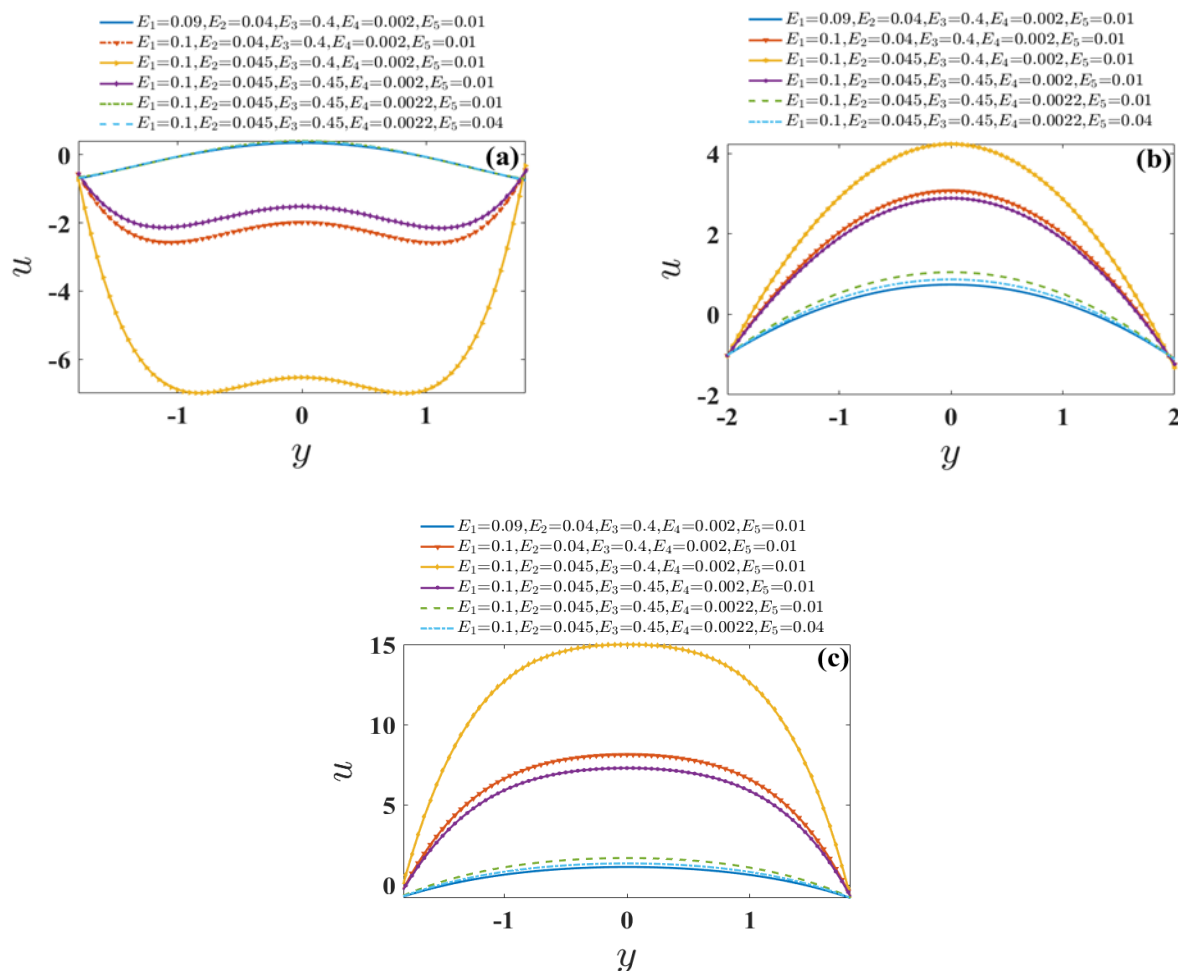 E₁=0.09,E₂=0.04,E₃=0.4,E₄=0.002,E₅=0.01
E₁=0.1,E₂=0.04,E₃=0.4,E₄=0.002,E₅=0.01
E₁=0.1,E₂=0.045,E₃=0.4,E₄=0.002,E₅=0.01
E₁=0.1,E₂=0.045,E₃=0.45,E₄=0.002,E₅=0.01
E₁=0.1,E₂=0.045,E₃=0.45,E₄=0.0022,E₅=0.01
E₁=0.1,E₂=0.045,E₃=0.45,E₄=0.0022,E₅=0.04
(a)
0
-2
-4
-6
u
-1 0 1
y
E₁=0.09,E₂=0.04,E₃=0.4,E₄=0.002,E₅=0.01
E₁=0.1,E₂=0.04,E₃=0.4,E₄=0.002,E₅=0.01
E₁=0.1,E₂=0.045,E₃=0.4,E₄=0.002,E₅=0.01
E₁=0.1,E₂=0.045,E₃=0.45,E₄=0.002,E₅=0.01
E₁=0.1,E₂=0.045,E₃=0.45,E₄=0.0022,E₅=0.01
E₁=0.1,E₂=0.045,E₃=0.45,E₄=0.0022,E₅=0.04
(b)
4
2
0
-2
u
-2 -1 0 1 2
y
E₁=0.09,E₂=0.04,E₃=0.4,E₄=0.002,E₅=0.01
E₁=0.1,E₂=0.04,E₃=0.4,E₄=0.002,E₅=0.01
E₁=0.1,E₂=0.045,E₃=0.4,E₄=0.002,E₅=0.01
E₁=0.1,E₂=0.045,E₃=0.45,E₄=0.002,E₅=0.01
E₁=0.1,E₂=0.045,E₃=0.45,E₄=0.0022,E₅=0.01
E₁=0.1,E₂=0.045,E₃=0.45,E₄=0.0022,E₅=0.04
(c)
15
10
5
0
u
-1 0 1
y